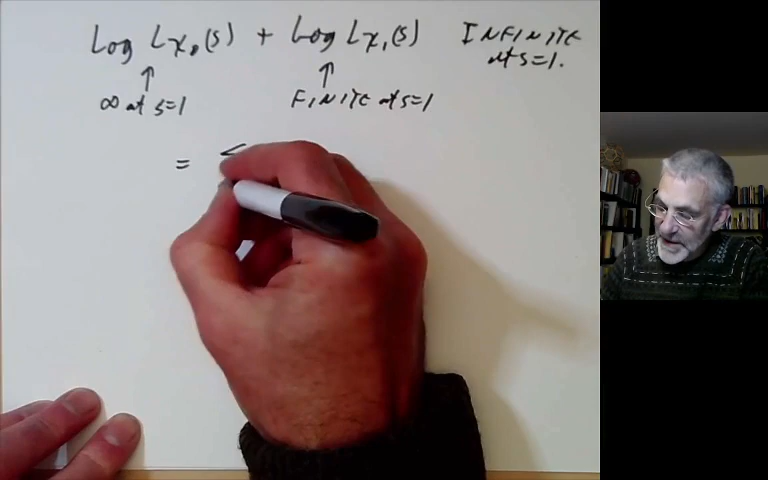 Log Lχ₀(s) + Log Lχ₁(s) INFINITE
at s=1.
↑ ↑
∞ at s=1 FINITE at s=1
=